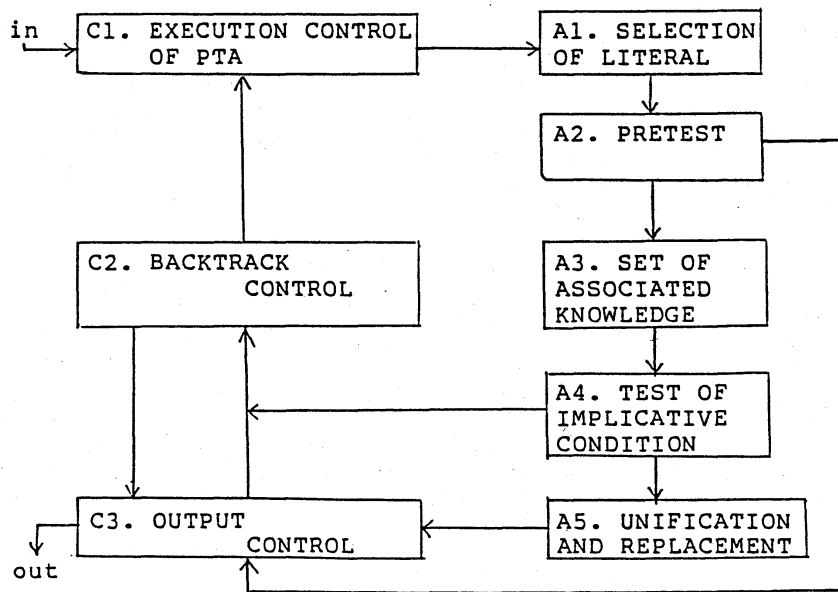 in
C1. EXECUTION CONTROL
OF PTA
A1. SELECTION
OF LITERAL
A2. PRETEST
C2. BACKTRACK
CONTROL
A3. SET OF
ASSOCIATED
KNOWLEDGE
A4. TEST OF
IMPLICATIVE
CONDITION
C3. OUTPUT
CONTROL
A5. UNIFICATION
AND REPLACEMENT
out